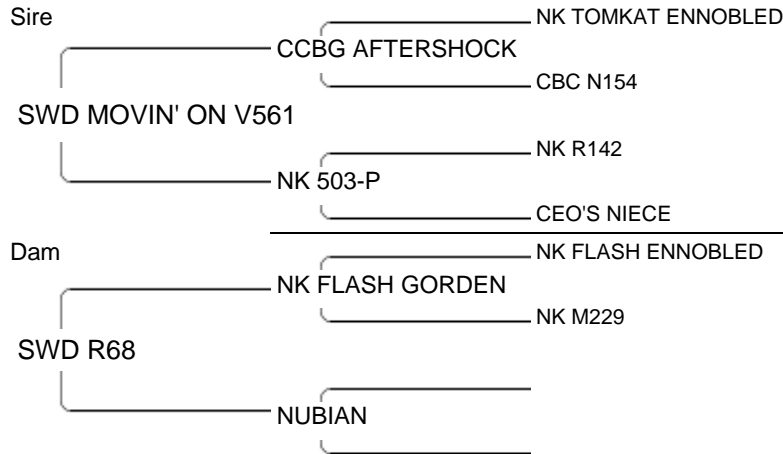 Sire
NK TOMKAT ENNOBLED
CCBG AFTERSHOCK
CBC N154
SWD MOVIN' ON V561
NK R142
NK 503-P
CEO'S NIECE
Dam
NK FLASH ENNOBLED
NK FLASH GORDEN
NK M229
SWD R68
NUBIAN